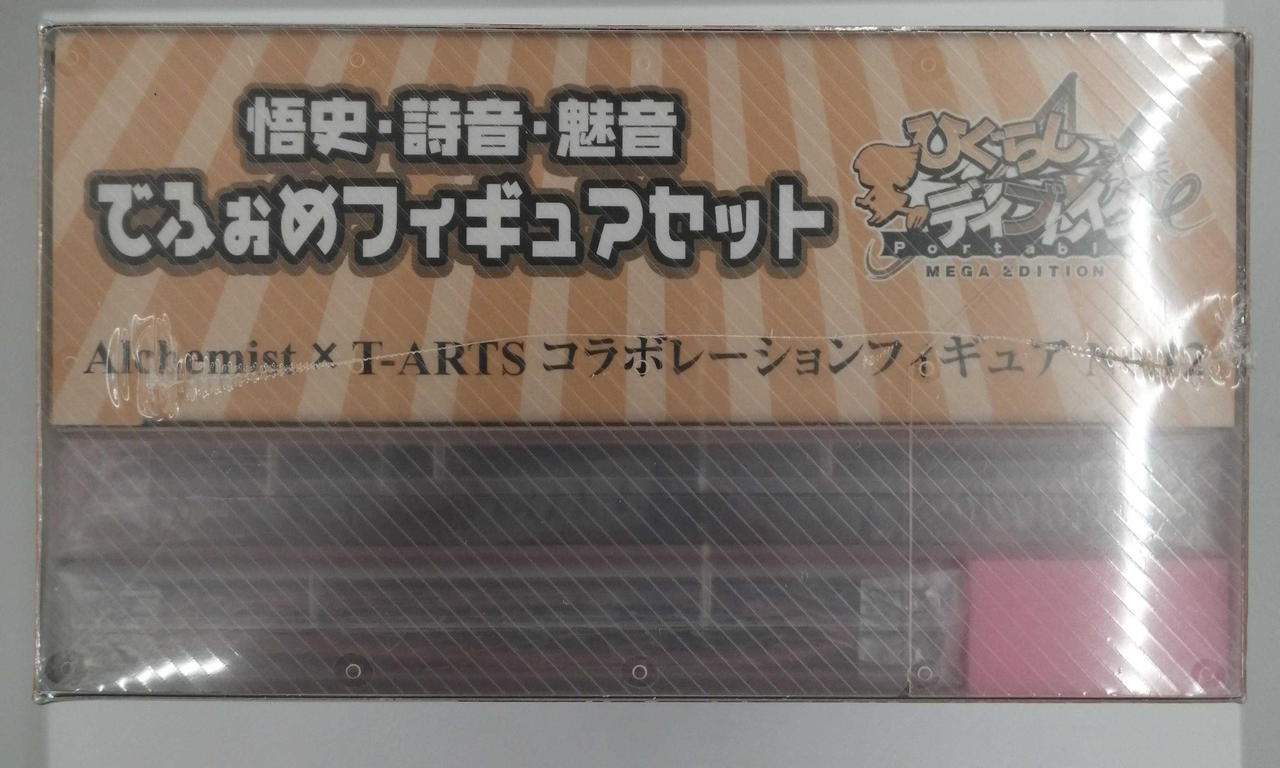 悟史・詩音・魅音
でふぉめフィギュアセット
ひぐらし
デイブレイク
Portable
MEGA EDITION
Alchemist × T-ARTS コラボレーションフィギュア